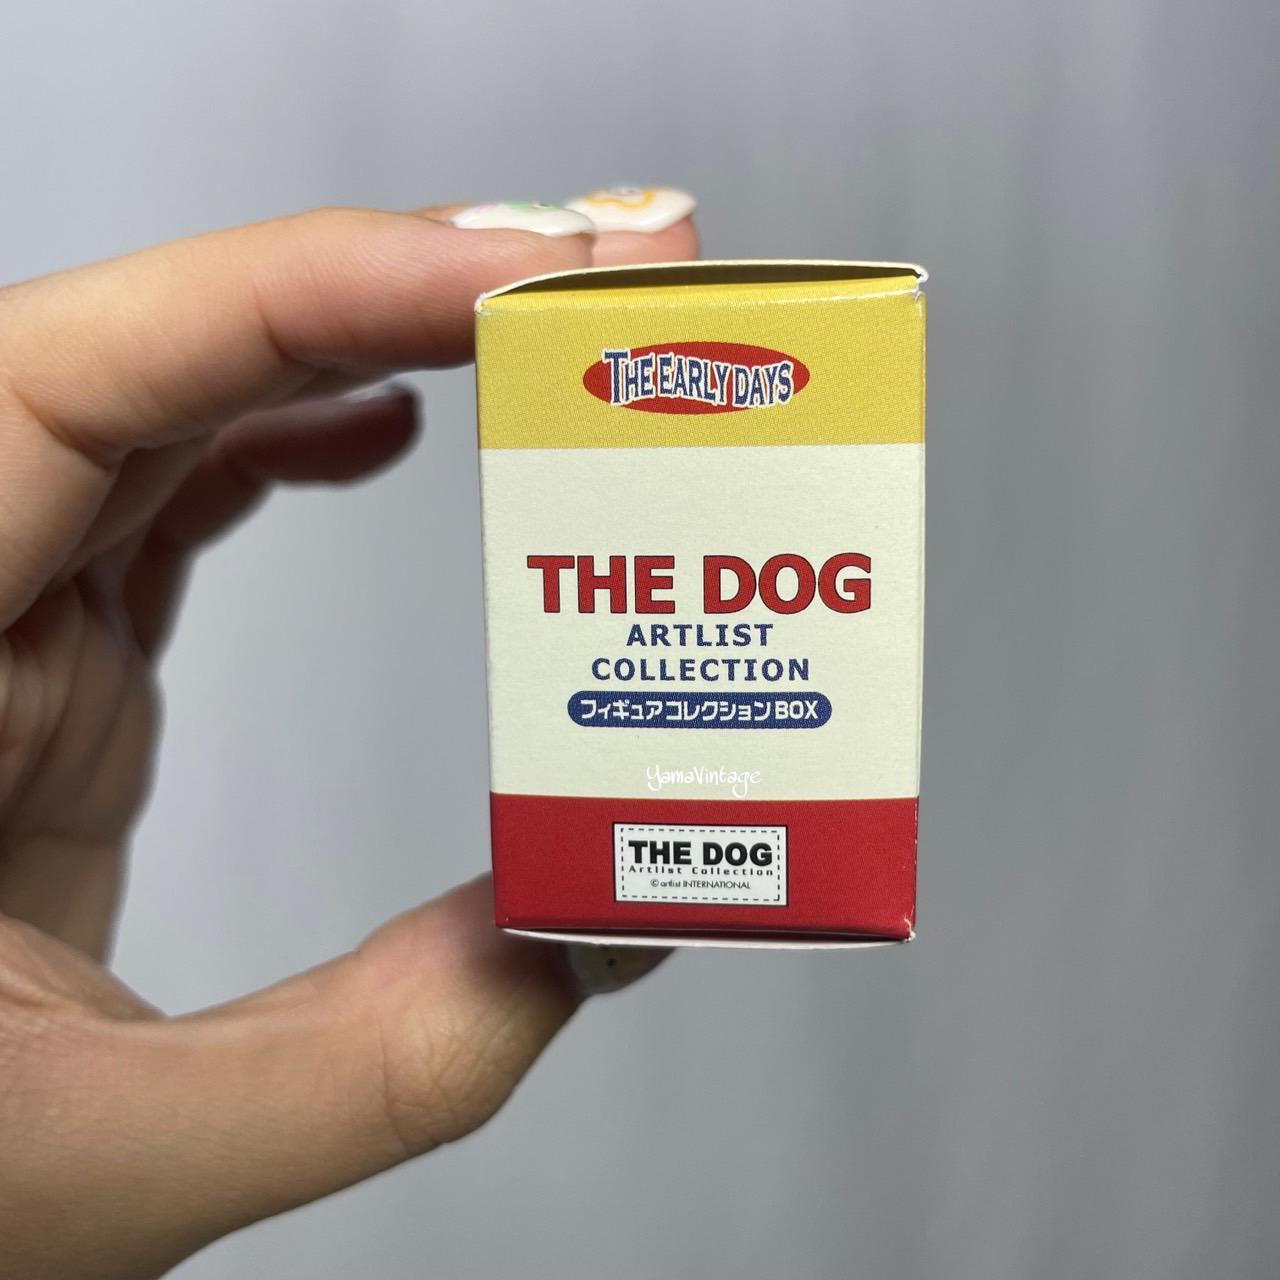 THE EARLY DAYS
THE DOG
ARTLIST
COLLECTION
フィギュアコレクションBOX
YamaVintage
THE DOG
Artlist Collection
© artlist INTERNATIONAL